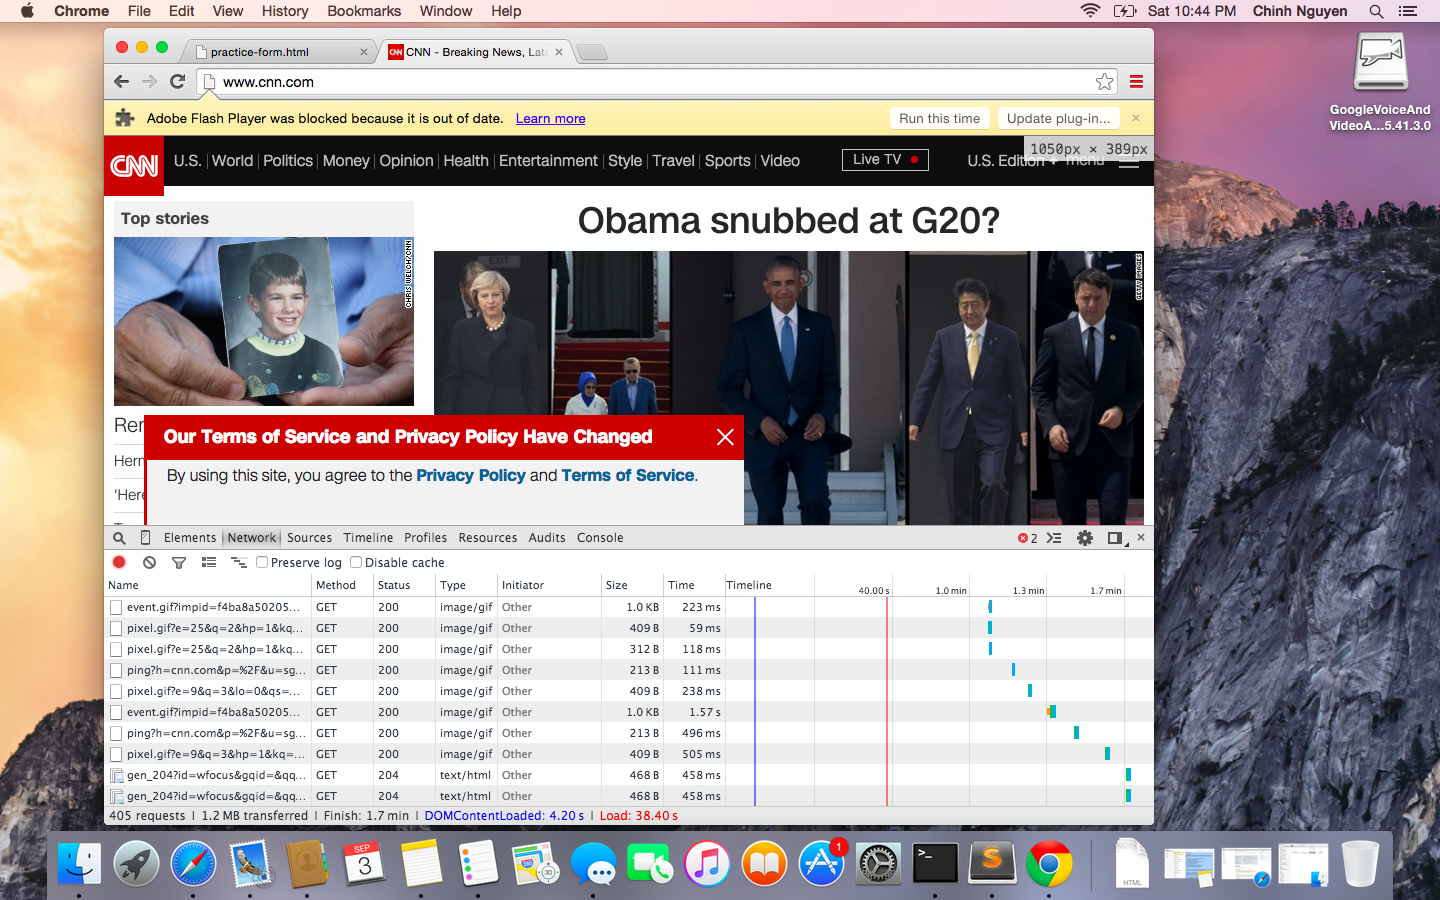 Chrome File Edit View History Bookmarks Window Help Sat 10:44 PM Chinh Nguyen
practice-form.html CNN - Breaking News, Late
www.cnn.com
Adobe Flash Player was blocked because it is out of date. Learn more Run this time Update plug-in...
CNN U.S. World Politics Money Opinion Health Entertainment Style Travel Sports Video Live TV U.S. Edition + menu
1050px × 389px
Top stories
Obama snubbed at G20?
EXIT
CHRIS WELCH/CNN
GETTY IMAGES
Rer
Hern
'Here
Our Terms of Service and Privacy Policy Have Changed
By using this site, you agree to the Privacy Policy and Terms of Service.
Elements Network Sources Timeline Profiles Resources Audits Console 2
Preserve log Disable cache
Name Method Status Type Initiator Size Time Timeline 40.00 s 1.0 min 1.3 min 1.7 min
event.gif?impid=f4ba8a50205... GET 200 image/gif Other 1.0 KB 223 ms
pixel.gif?e=25&q=2&hp=1&kq... GET 200 image/gif Other 409 B 59 ms
pixel.gif?e=25&q=2&hp=1&kq... GET 200 image/gif Other 312 B 118 ms
ping?h=cnn.com&p=%2F&u=sg... GET 200 image/gif Other 213 B 111 ms
pixel.gif?e=9&q=3&lo=0&qs=... GET 200 image/gif Other 409 B 238 ms
event.gif?impid=f4ba8a50205... GET 200 image/gif Other 1.0 KB 1.57 s
ping?h=cnn.com&p=%2F&u=sg... GET 200 image/gif Other 213 B 496 ms
pixel.gif?e=9&q=3&hp=1&kq=... GET 200 image/gif Other 409 B 505 ms
gen_204?id=wfocus&gqid=&qq... GET 204 text/html Other 468 B 458 ms
gen_204?id=wfocus&gqid=&qq... GET 204 text/html Other 468 B 458 ms
405 requests | 1.2 MB transferred | Finish: 1.7 min | DOMContentLoaded: 4.20 s | Load: 38.40 s
GoogleVoiceAnd
VideoA...5.41.3.0
SEP
3
3D
1
>_
S
HTML